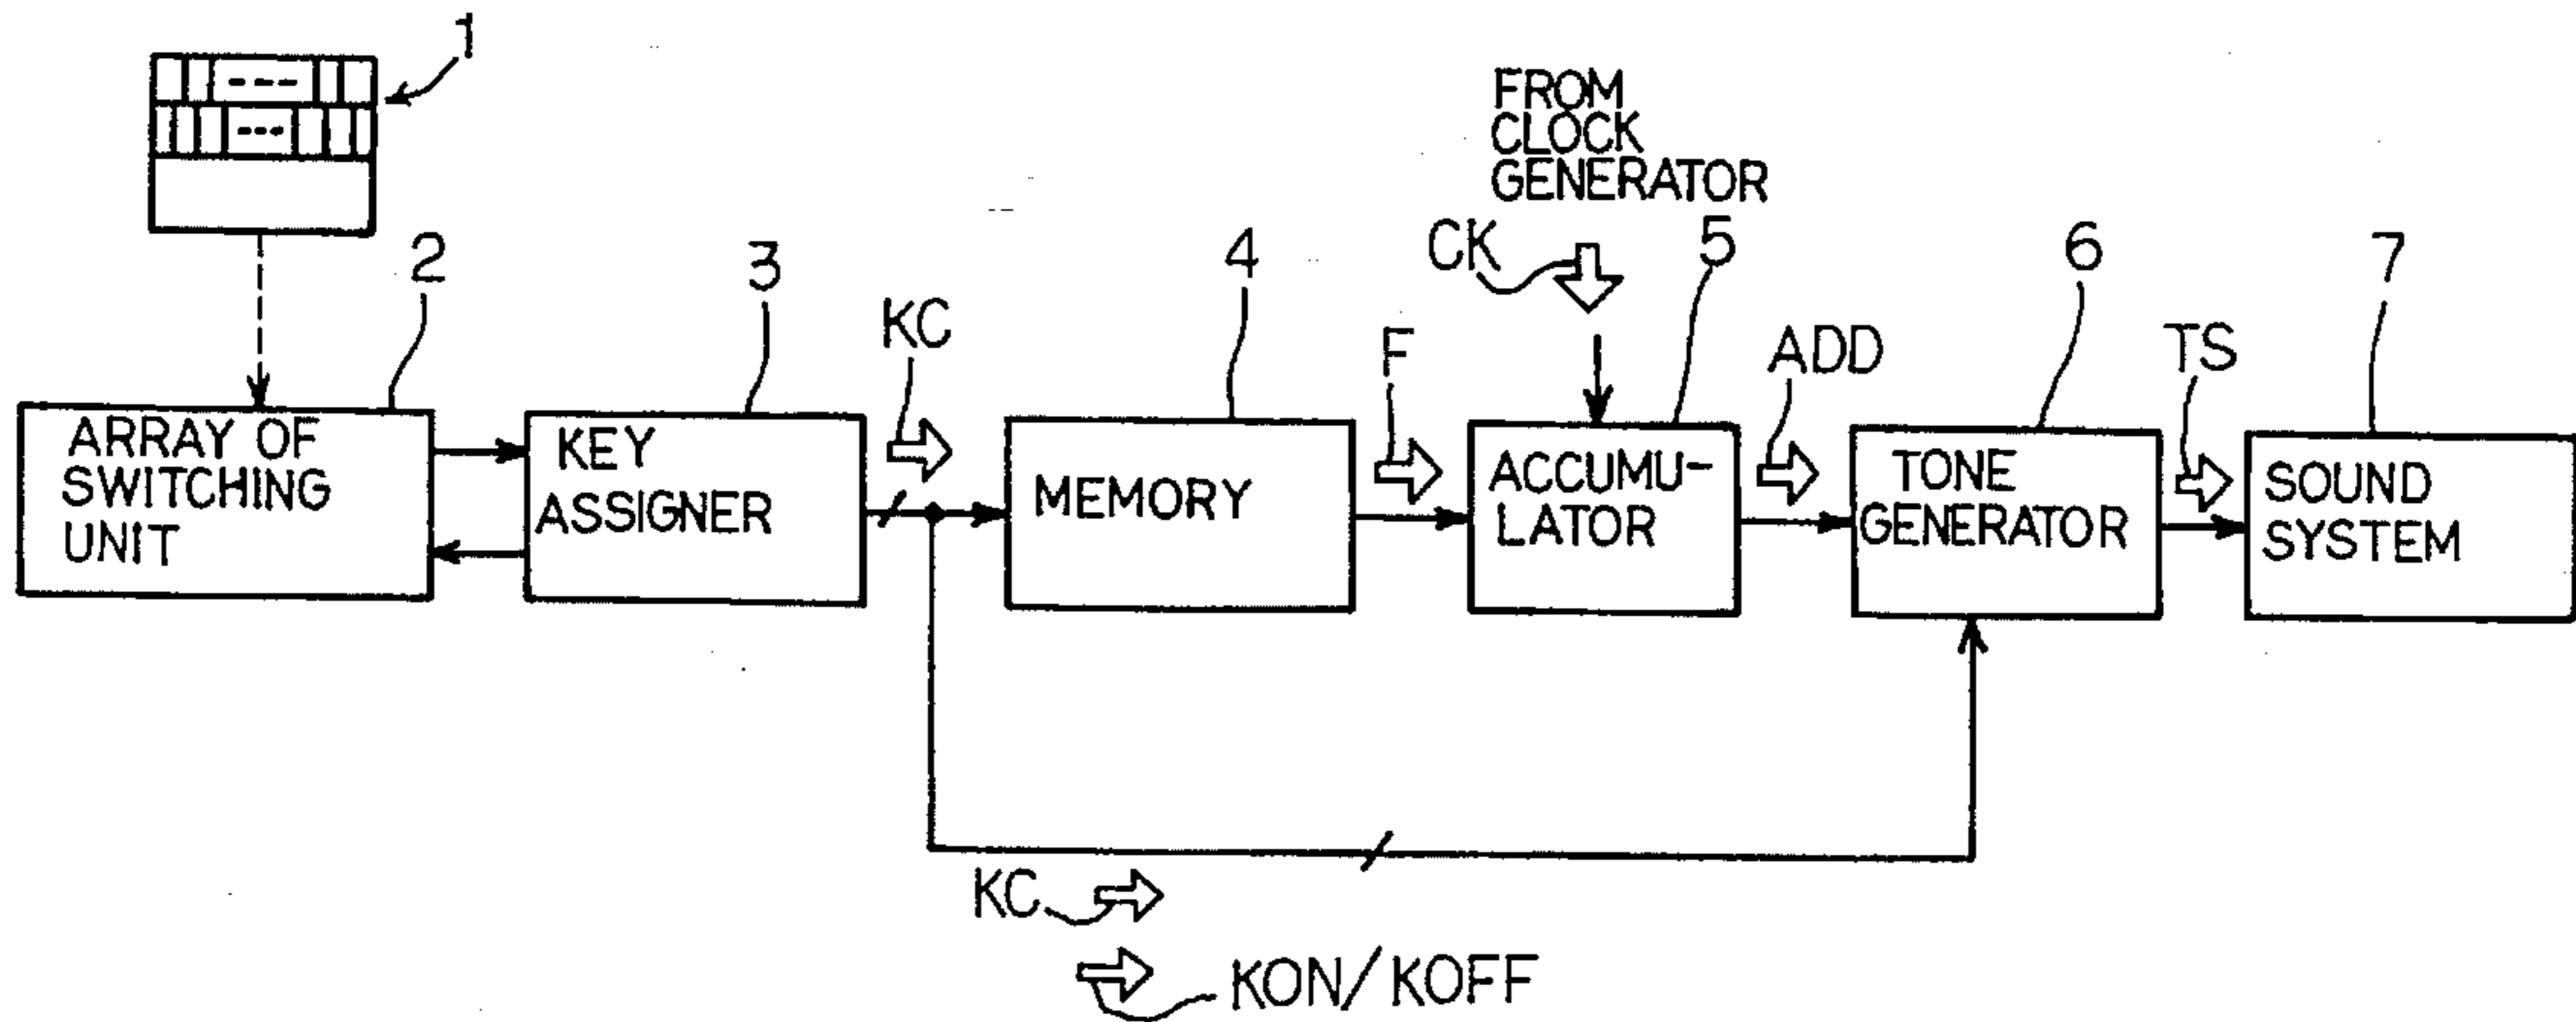 1
FROM
CLOCK
GENERATOR
CK
2
3
KC
4
F
5
ADD
6
TS
7
ARRAY OF
SWITCHING
UNIT
KEY
ASSIGNER
MEMORY
ACCUMU-
LATOR
TONE
GENERATOR
SOUND
SYSTEM
KC
KON/KOFF